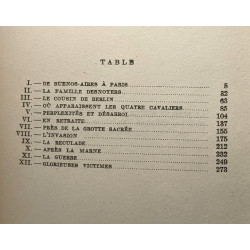 TABLE
I. — DE BUENOS-AIRES A PARIS 5
II. — LA FAMILLE DESNOYERS 32
III. — LE COUSIN DE BERLIN 63
IV. — OÙ APPARAISSENT LES QUATRE CAVALIERS 85
V. — PERPLEXITÉS ET DÉSARROI 104
VI. — EN RETRAITE 137
VII. — PRÈS DE LA GROTTE SACRÉE 155
VIII. — L'INVASION 175
IX. — LA RECULADE 212
X. — APRÈS LA MARNE 232
XI. — LA GUERRE 249
XII. — GLORIEUSES VICTIMES 273